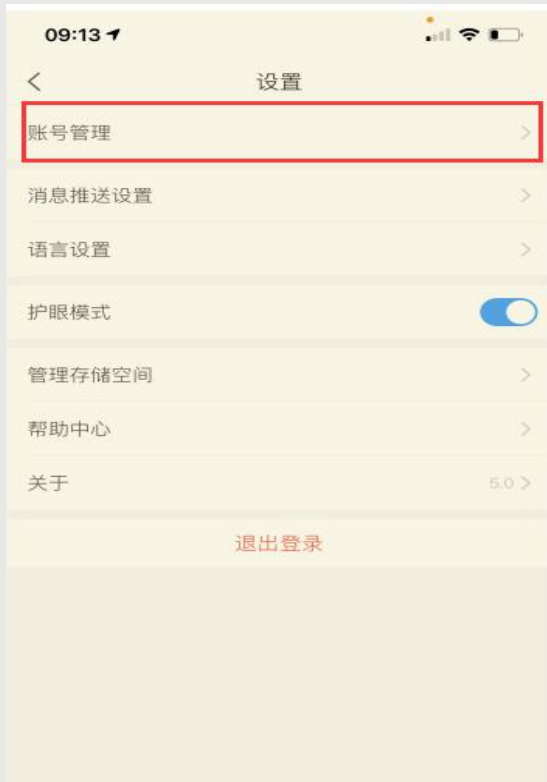 09:13
设置
账号管理
消息推送设置
语言设置
护眼模式
管理存储空间
帮助中心
关于 5.0
退出登录